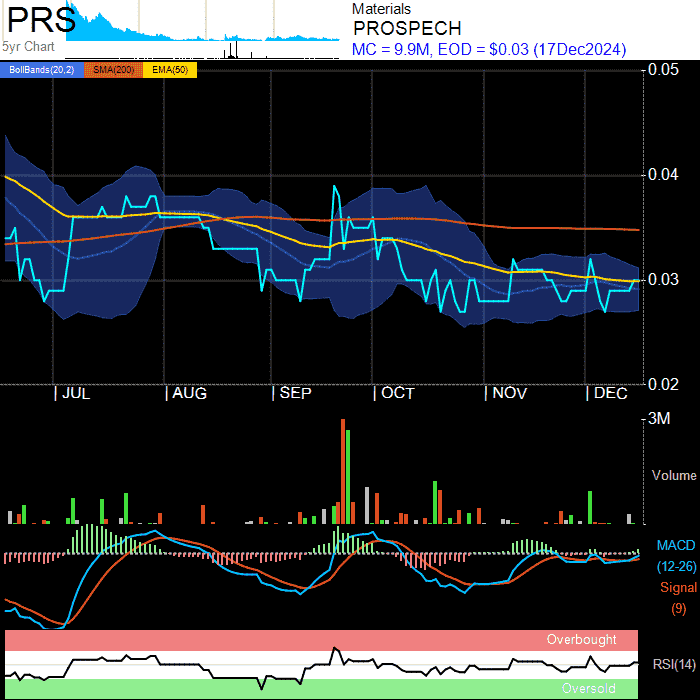 PRS
5yr Chart
Materials
PROSPECH
MC = 9.9M, EOD = $0.03 (17Dec2024)
BollBands(20,2) SMA(200) EMA(50)
0.05
0.04
0.03
0.02
JUL AUG SEP OCT NOV DEC
3M
Volume
MACD
(12-26)
Signal
(9)
Overbought
RSI(14)
Oversold